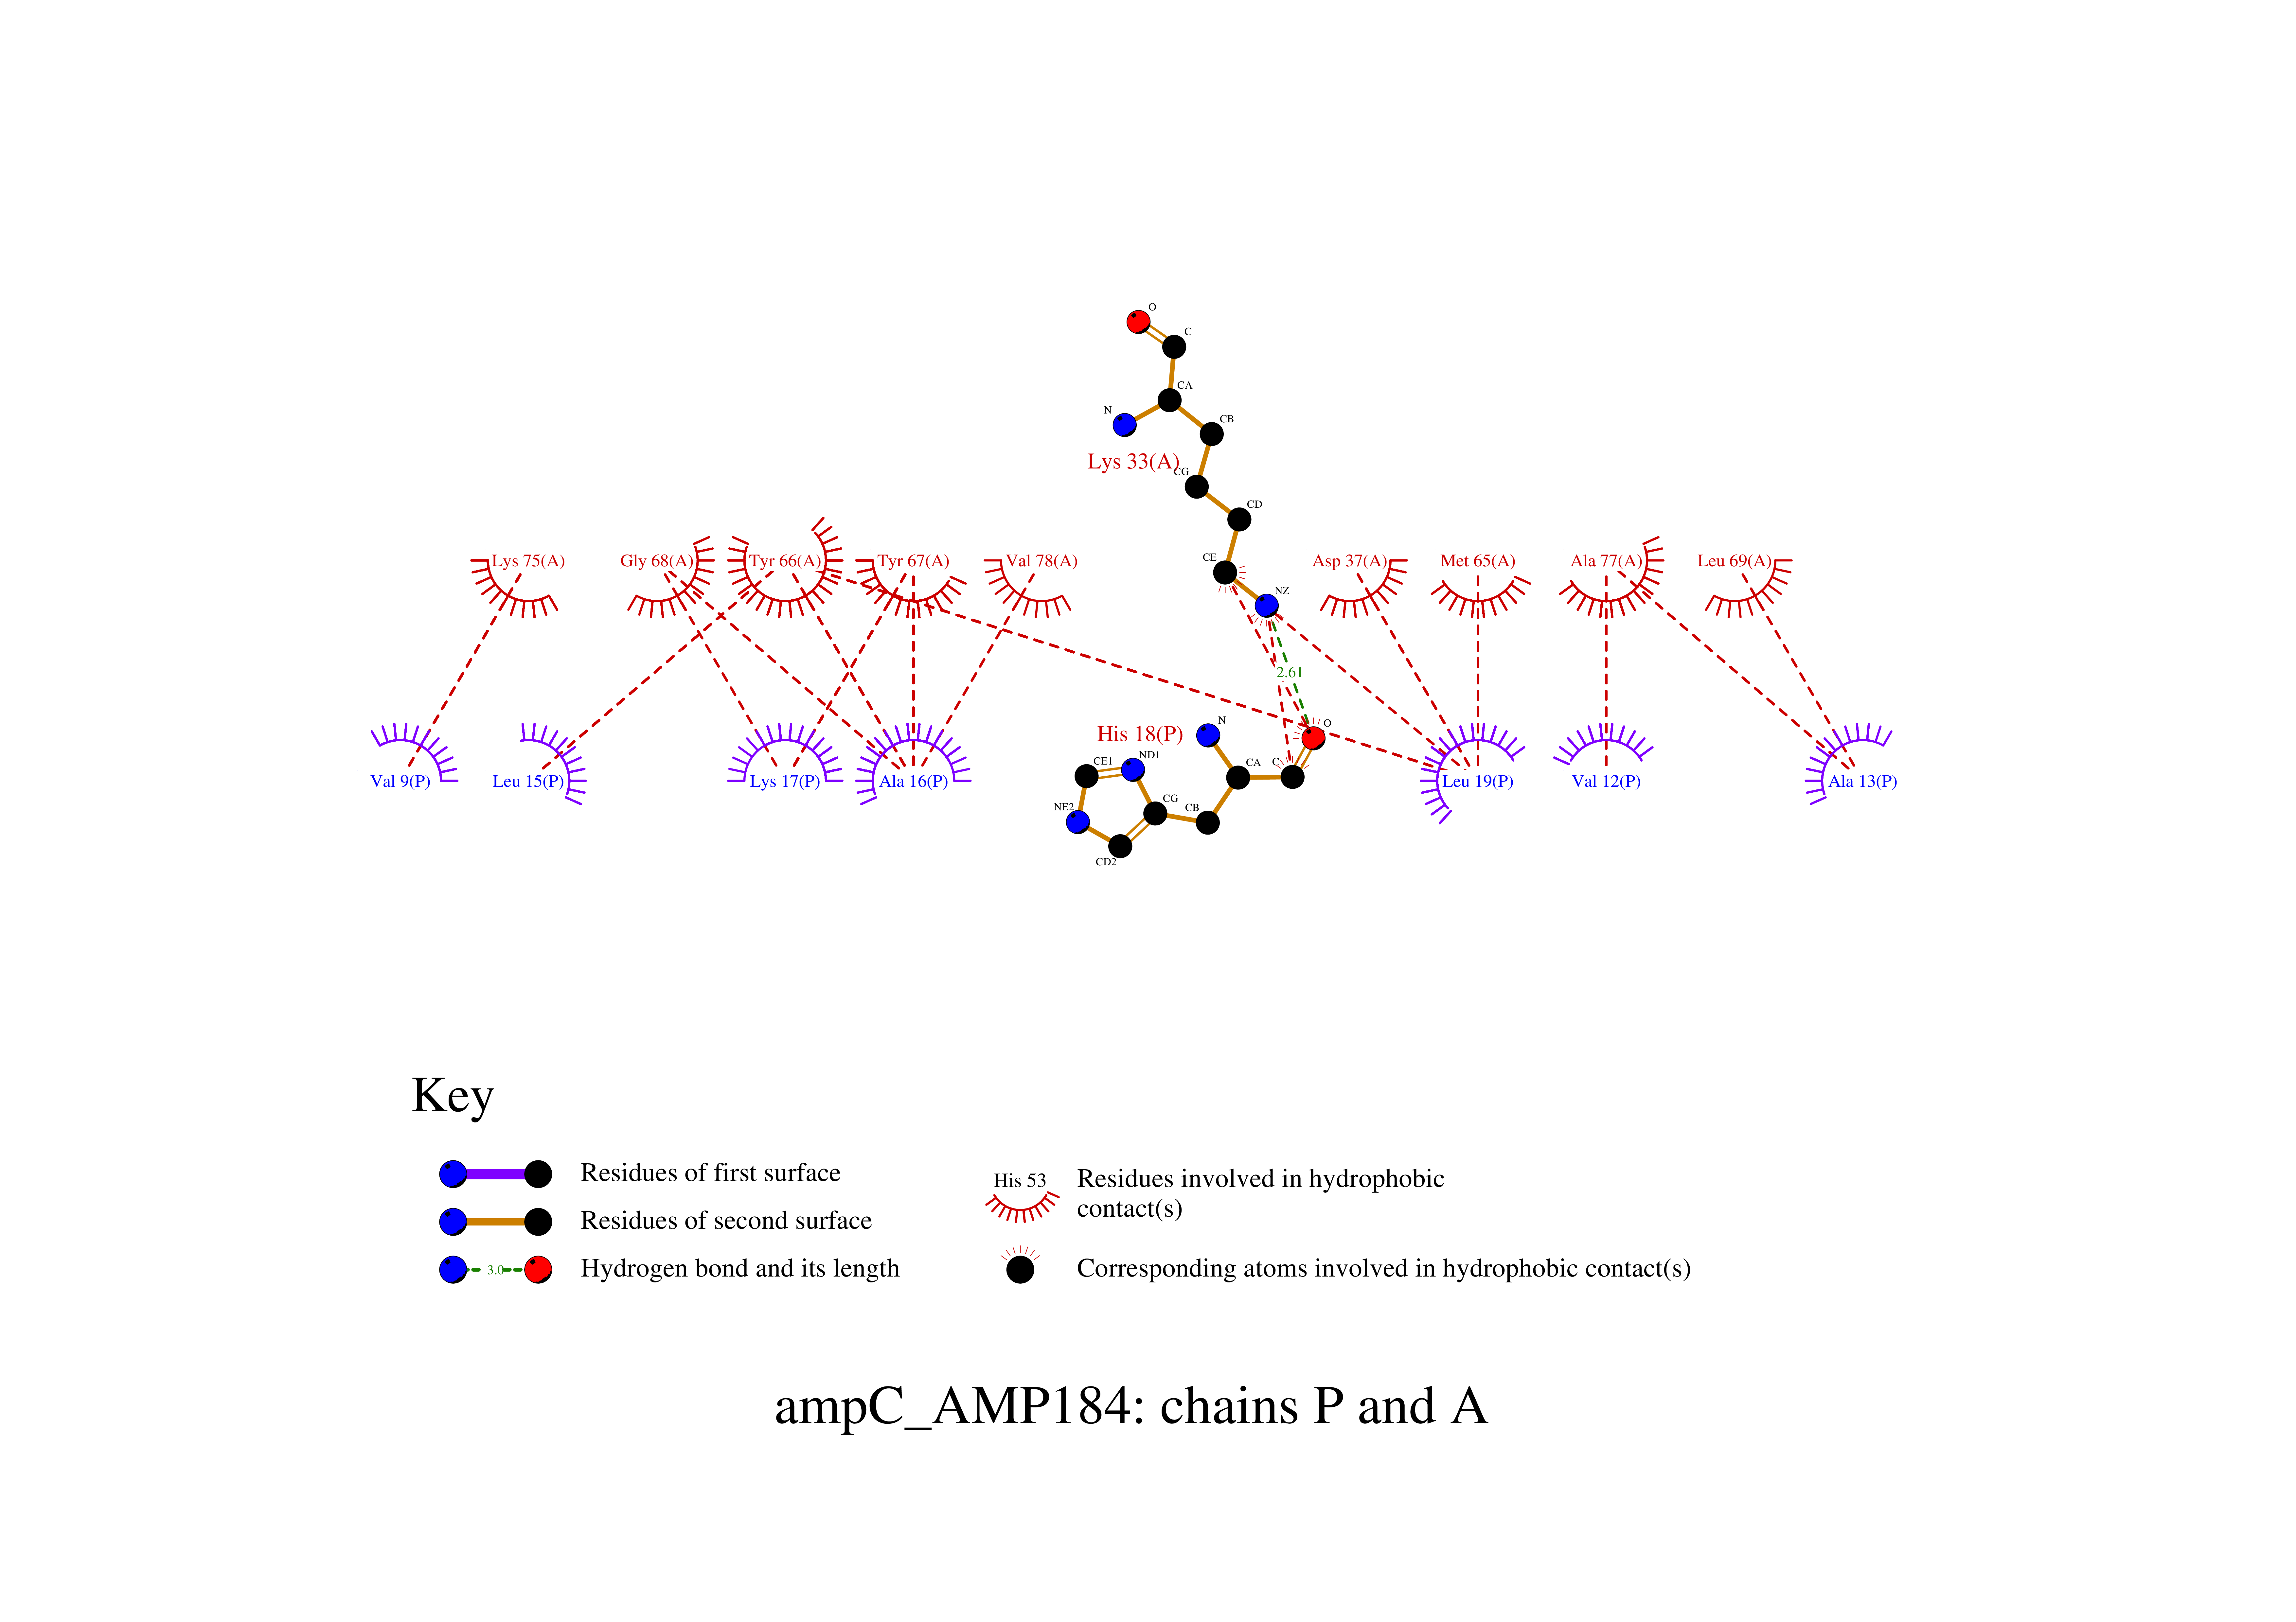 O
C
CA
N
CB
Lys 33(A)
CG
CD
CE
NZ
Lys 75(A)
Gly 68(A)
Tyr 66(A)
Tyr 67(A)
Val 78(A)
Asp 37(A)
Met 65(A)
Ala 77(A)
Leu 69(A)
2.61
His 18(P)
N
O
ND1
CE1
CA
C
Val 9(P)
Leu 15(P)
Lys 17(P)
Ala 16(P)
Leu 19(P)
Val 12(P)
Ala 13(P)
NE2
CG
CB
CD2
Key
Residues of first surface
Residues of second surface
3.0
Hydrogen bond and its length
His 53
Residues involved in hydrophobic
contact(s)
Corresponding atoms involved in hydrophobic contact(s)
ampC_AMP184: chains P and A